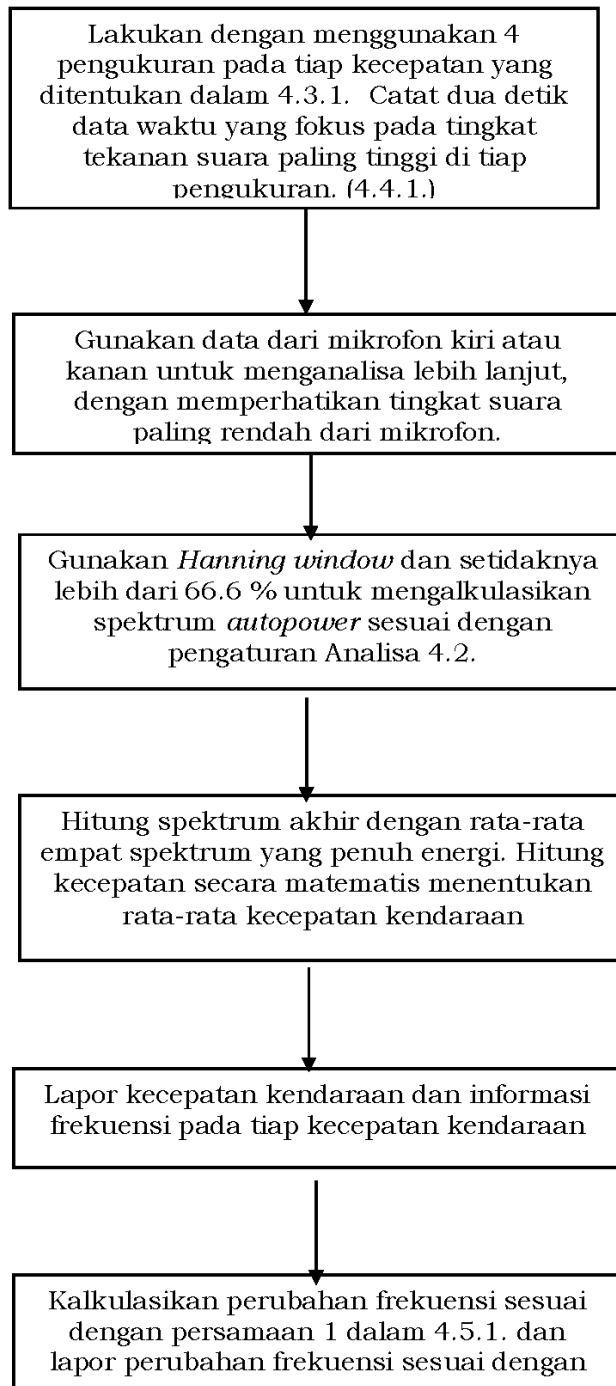 Lakukan dengan menggunakan 4
pengukuran pada tiap kecepatan yang
ditentukan dalam 4.3.1. Catat dua detik
data waktu yang fokus pada tingkat
tekanan suara paling tinggi di tiap
pengukuran. (4.4.1.)
Gunakan data dari mikrofon kiri atau
kanan untuk menganalisa lebih lanjut,
dengan memperhatikan tingkat suara
paling rendah dari mikrofon.
Gunakan Hanning window dan setidaknya
lebih dari 66.6 % untuk mengalkulasikan
spektrum autopower sesuai dengan
pengaturan Analisa 4.2.
Hitung spektrum akhir dengan rata-rata
empat spektrum yang penuh energi. Hitung
kecepatan secara matematis menentukan
rata-rata kecepatan kendaraan
Lapor kecepatan kendaraan dan informasi
frekuensi pada tiap kecepatan kendaraan
Kalkulasikan perubahan frekuensi sesuai
dengan persamaan 1 dalam 4.5.1. dan
lapor perubahan frekuensi sesuai dengan